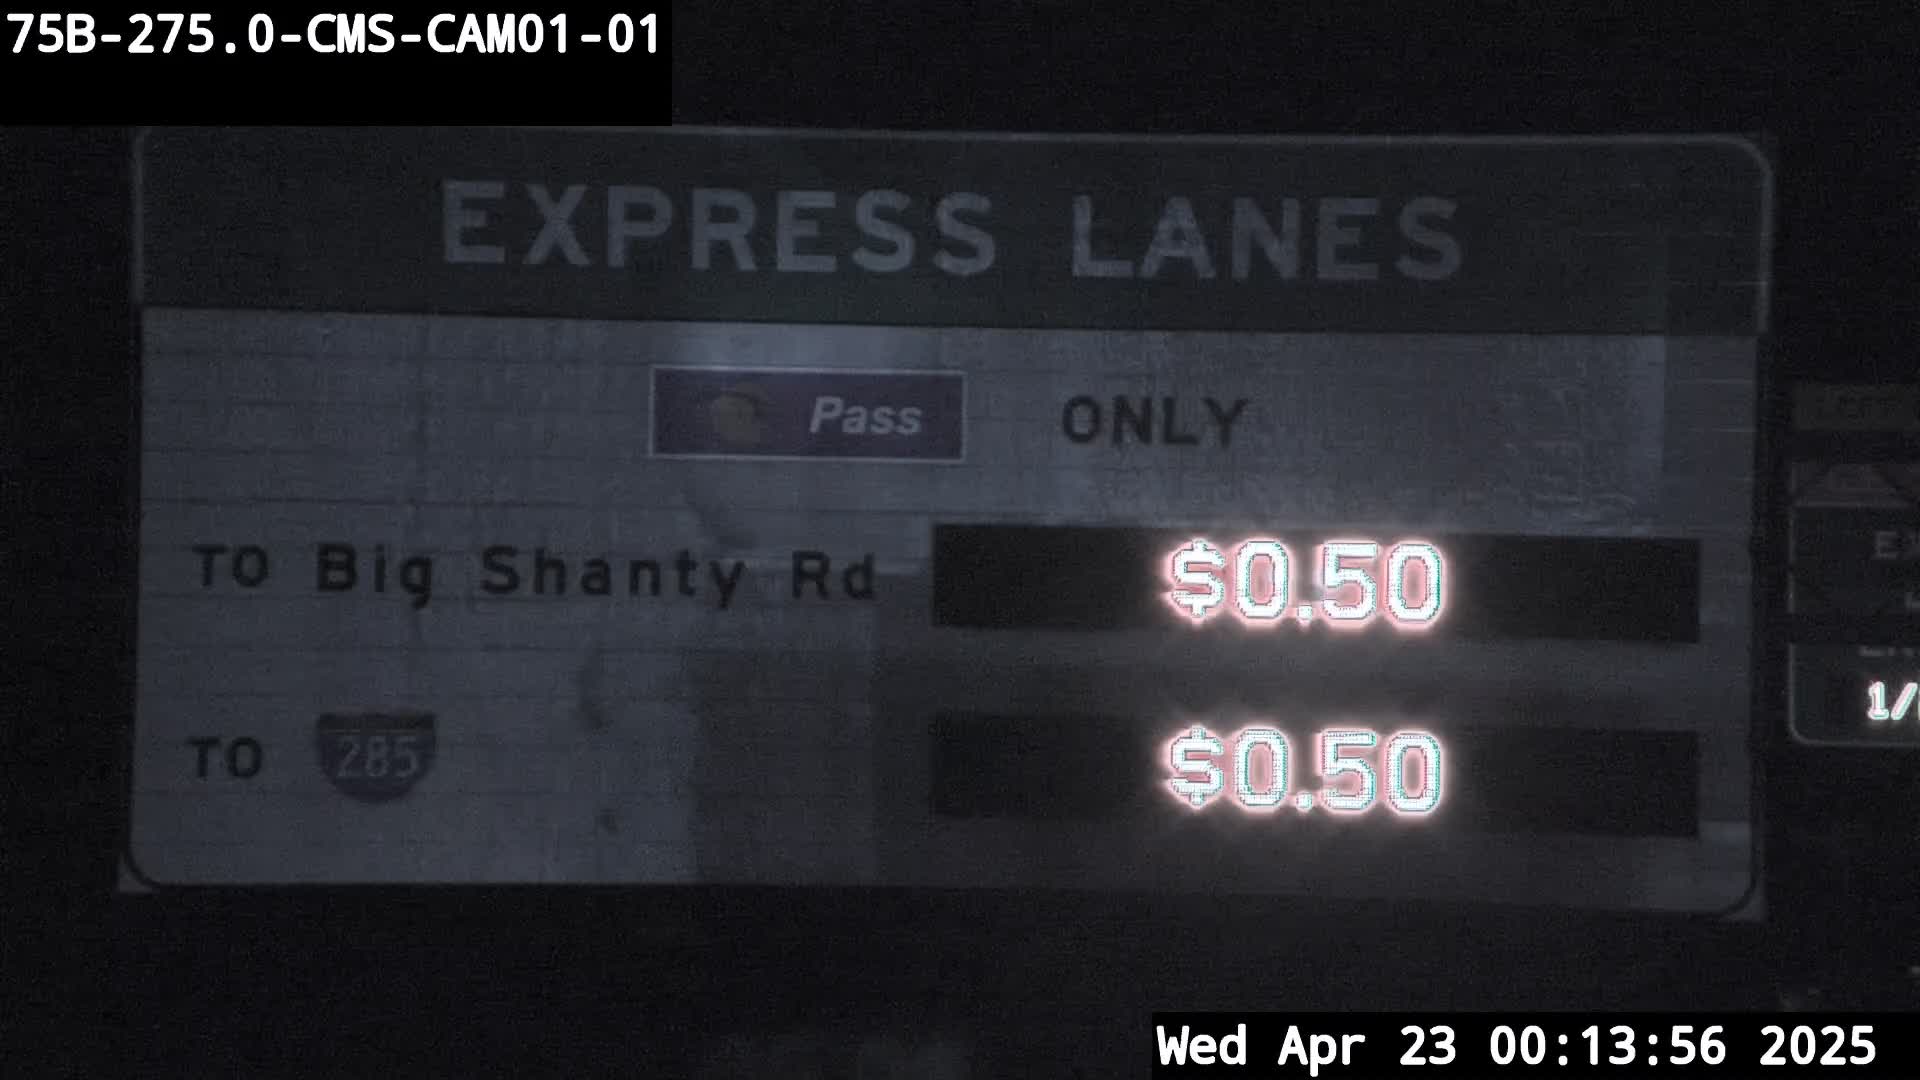 75B-275.0-CMS-CAM01-01
EXPRESS LANES
Pass ONLY
TO Big Shanty Rd $0.50
TO 285 $0.50
1/
Wed Apr 23 00:13:56 2025